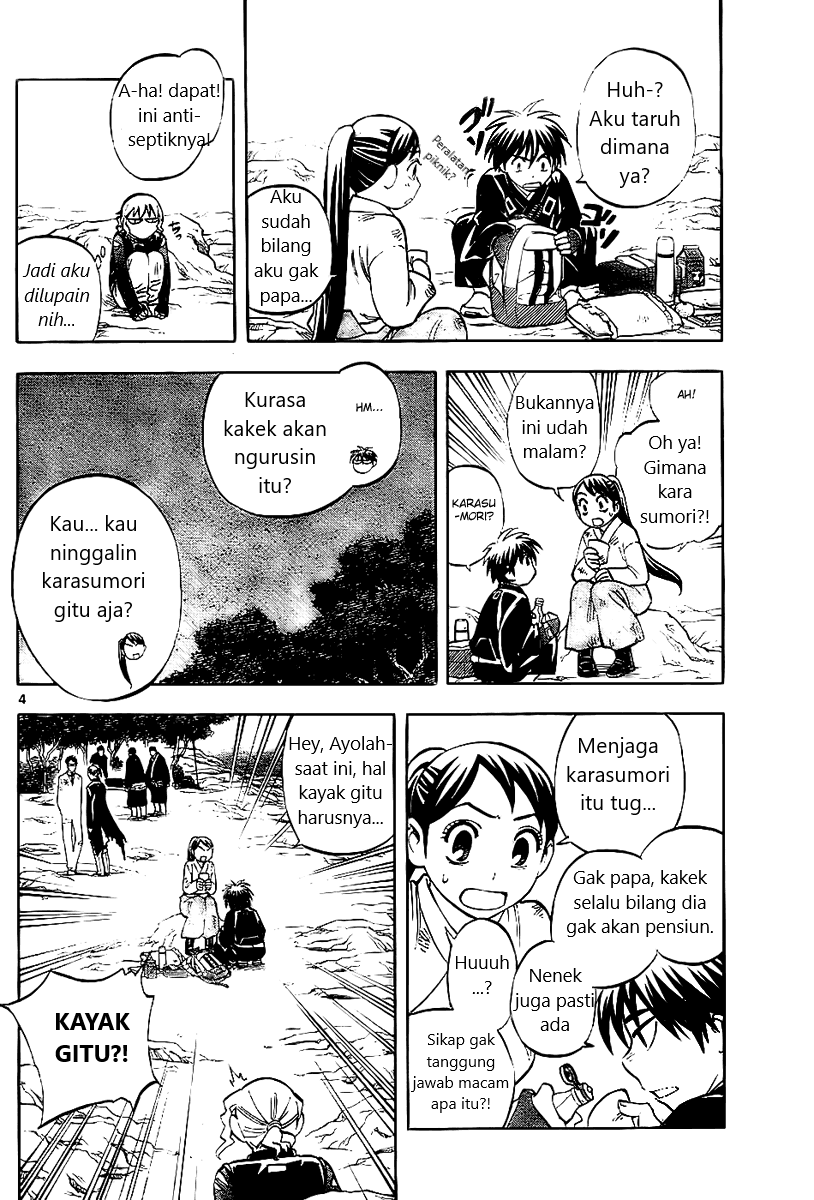 Huh-?
Aku taruh
dimana
ya?
Peralatan
piknik?
Aku
sudah
bilang
aku gak
papa...
A-ha! dapat!
ini anti-
septiknya!
Jadi aku
dilupain
nih...
AH!
Oh ya!
Gimana
kara
sumori?!
Bukannya
ini udah
malam?
KARASU
-MORI?
HM...
Kurasa
kakek akan
ngurusin
itu?
Kau... kau
ninggalin
karasumori
gitu aja?
4
Menjaga
karasumori
itu tug...
Gak papa, kakek
selalu bilang dia
gak akan pensiun.
Nenek
juga pasti
ada
Huuuh
...?
Sikap gak
tanggung
jawab macam
apa itu?!
Hey, Ayolah-
saat ini, hal
kayak gitu
harusnya...
KAYAK
GITU?!